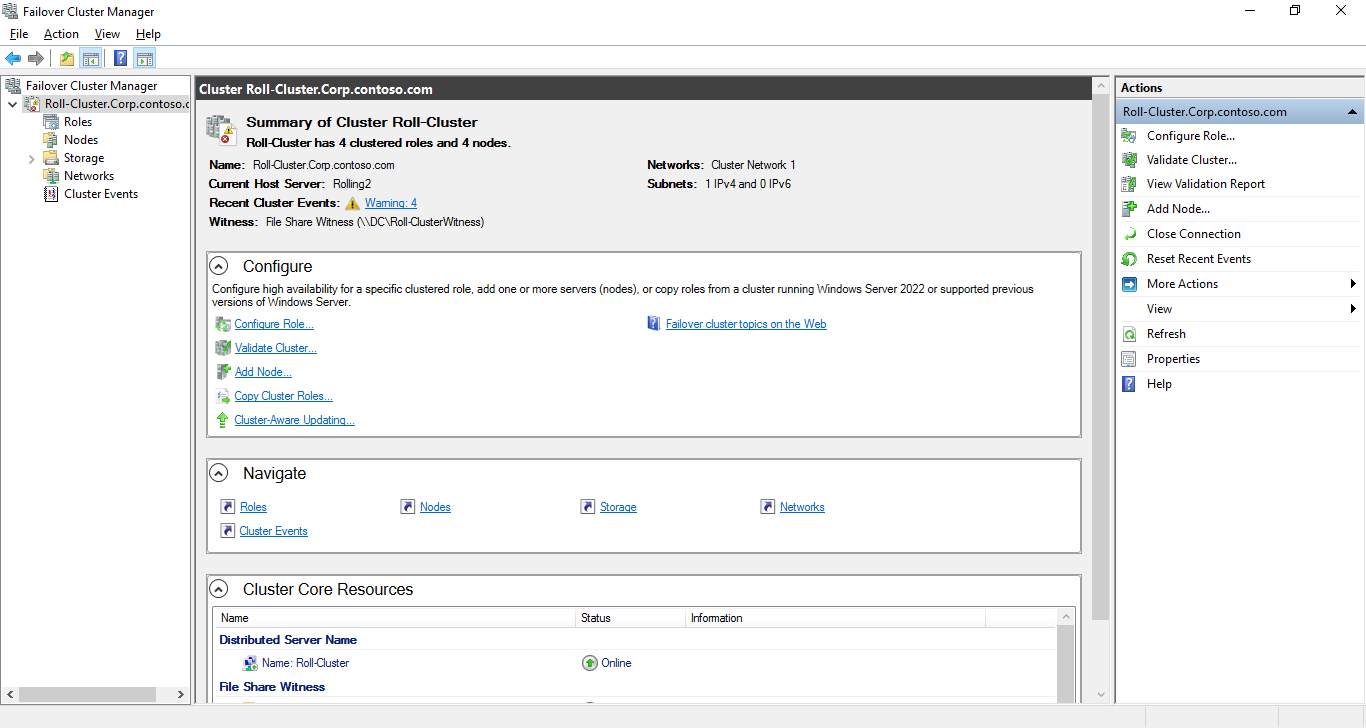 Failover Cluster Manager
File Action View Help
Failover Cluster Manager
Roll-Cluster.Corp.contoso.c
Roles
Nodes
Storage
Networks
Cluster Events
Cluster Roll-Cluster.Corp.contoso.com
Summary of Cluster Roll-Cluster
Roll-Cluster has 4 clustered roles and 4 nodes.
Name: Roll-Cluster.Corp.contoso.com
Networks: Cluster Network 1
Current Host Server: Rolling2
Subnets: 1 IPv4 and 0 IPv6
Recent Cluster Events: Warning: 4
Witness: File Share Witness (\\DC\Roll-ClusterWitness)
Configure
Configure high availability for a specific clustered role, add one or more servers (nodes), or copy roles from a cluster running Windows Server 2022 or supported previous
versions of Windows Server.
Configure Role...
Failover cluster topics on the Web
Validate Cluster...
Add Node...
Copy Cluster Roles...
Cluster-Aware Updating...
Navigate
Roles Nodes Storage Networks
Cluster Events
Cluster Core Resources
Name Status Information
Distributed Server Name
Name: Roll-Cluster Online
File Share Witness
Actions
Roll-Cluster.Corp.contoso.com
Configure Role...
Validate Cluster...
View Validation Report
Add Node...
Close Connection
Reset Recent Events
More Actions
View
Refresh
Properties
Help